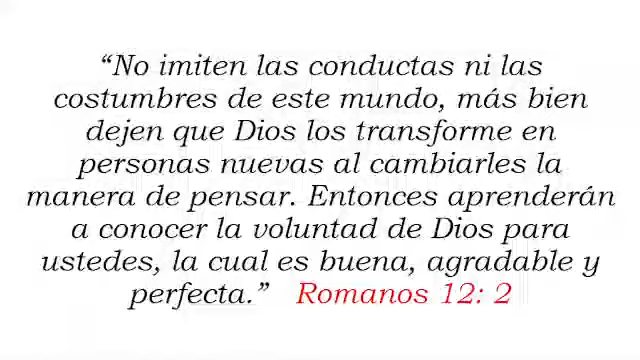 “No imiten las conductas ni las
costumbres de este mundo, más bien
dejen que Dios los transforme en
personas nuevas al cambiarles la
manera de pensar. Entonces aprenderán
a conocer la voluntad de Dios para
ustedes, la cual es buena, agradable y
perfecta.” Romanos 12: 2